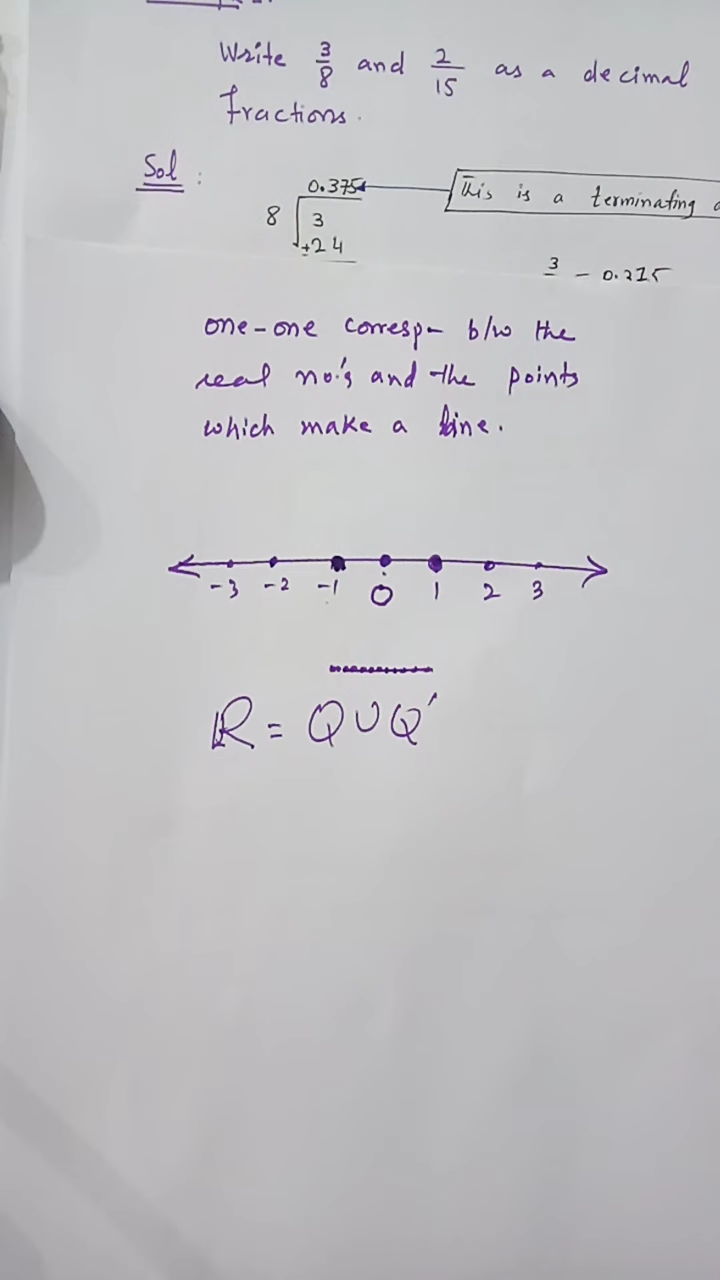 Write 3/8 and 2/15 as a decimal
fractions.
Sol :
0.375
This is a terminating
8 3
24
3 - 0.375
one-one corresp- b/w the
real no's and the points
which make a line.
-3 -2 -1 0 1 2 3
R = Q U Q'